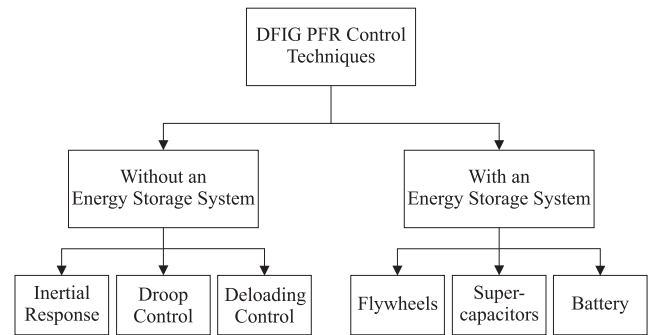 DFIG PFR Control
Techniques
Without an
Energy Storage System
With an
Energy Storage System
Inertial
Response
Droop
Control
Deloading
Control
Flywheels
Super-
capacitors
Battery